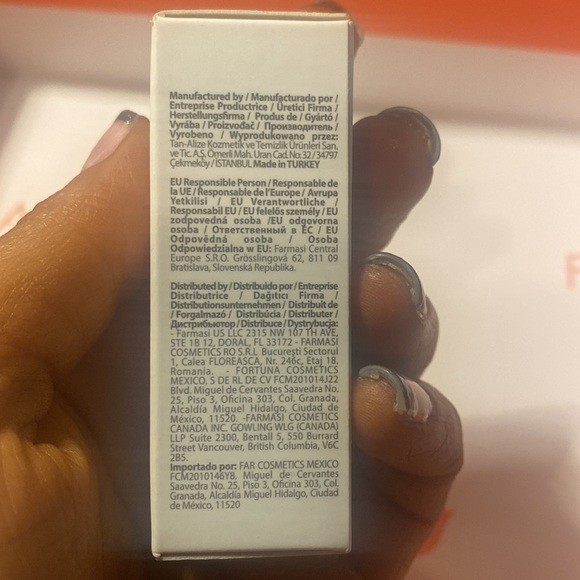 Manufactured by / Manufacturado por /
Entreprise Productrice / Üretici Firma /
Herstellungsfirma / Produs de / Gyártó /
Vyrába / Proizvođač / Производитель /
Vyrobeno / Wyprodukowano przez:
Tan-Alize Kozmetik ve Temizlik Ürünleri San.
ve Tic. A.Ş. Ömerli Mah. Uran Cad. No: 32 / 34797
Çekmeköy / İSTANBUL Made in TURKEY
EU Responsible Person / Responsable de
la UE / Responsable de l'Europe / Avrupa
Yetkilisi / EU Verantwortliche /
Responsabil EU / EU felelős személy / EU
zodpovedná osoba /EU odgovorna
osoba / Ответственный в ЕС / EU
Odpovědná osoba / Osoba
Odpowiedzialna w EU: Farmasi Central
Europe S.R.O. Grösslingová 62, 811 09
Bratislava, Slovenská Republika.
Distributed by / Distribuido por / Entreprise
Distributrice / Dağıtıcı Firma /
Distributionsunternehmen / Distribuit de
/ Forgalmazó / Distribúcia / Distributer /
Дистрибьютор / Distribuce / Dystrybucja:
- Farmasi US LLC 2315 NW 107 TH AVE,
STE 1B 12, DORAL, FL 33172 - FARMASI
COSMETICS RO S.R.L București Sectorul
1, Calea FLOREASCA, Nr. 246c, Etaj 18.
Romania. - FORTUNA COSMETICS
MEXICO, S DE RL DE CV FCM201014J22
Blvd. Miguel de Cervantes Saavedra No.
25, Piso 3, Oficina 303, Col. Granada,
Alcaldía Miguel Hidalgo, Ciudad de
México, 11520. -FARMASI COSMETICS
CANADA INC. GOWLING WLG (CANADA)
LLP Suite 2300, Bentall 5, 550 Burrard
Street Vancouver, British Columbia, V6C
2B5.
Importado por: FAR COSMETICS MEXICO
FCM2010146Y8. Miguel de Cervantes
Saavedra No. 25, Piso 3, Oficina 303, Col.
Granada, Alcaldía Miguel Hidalgo, Ciudad
de México, 11520